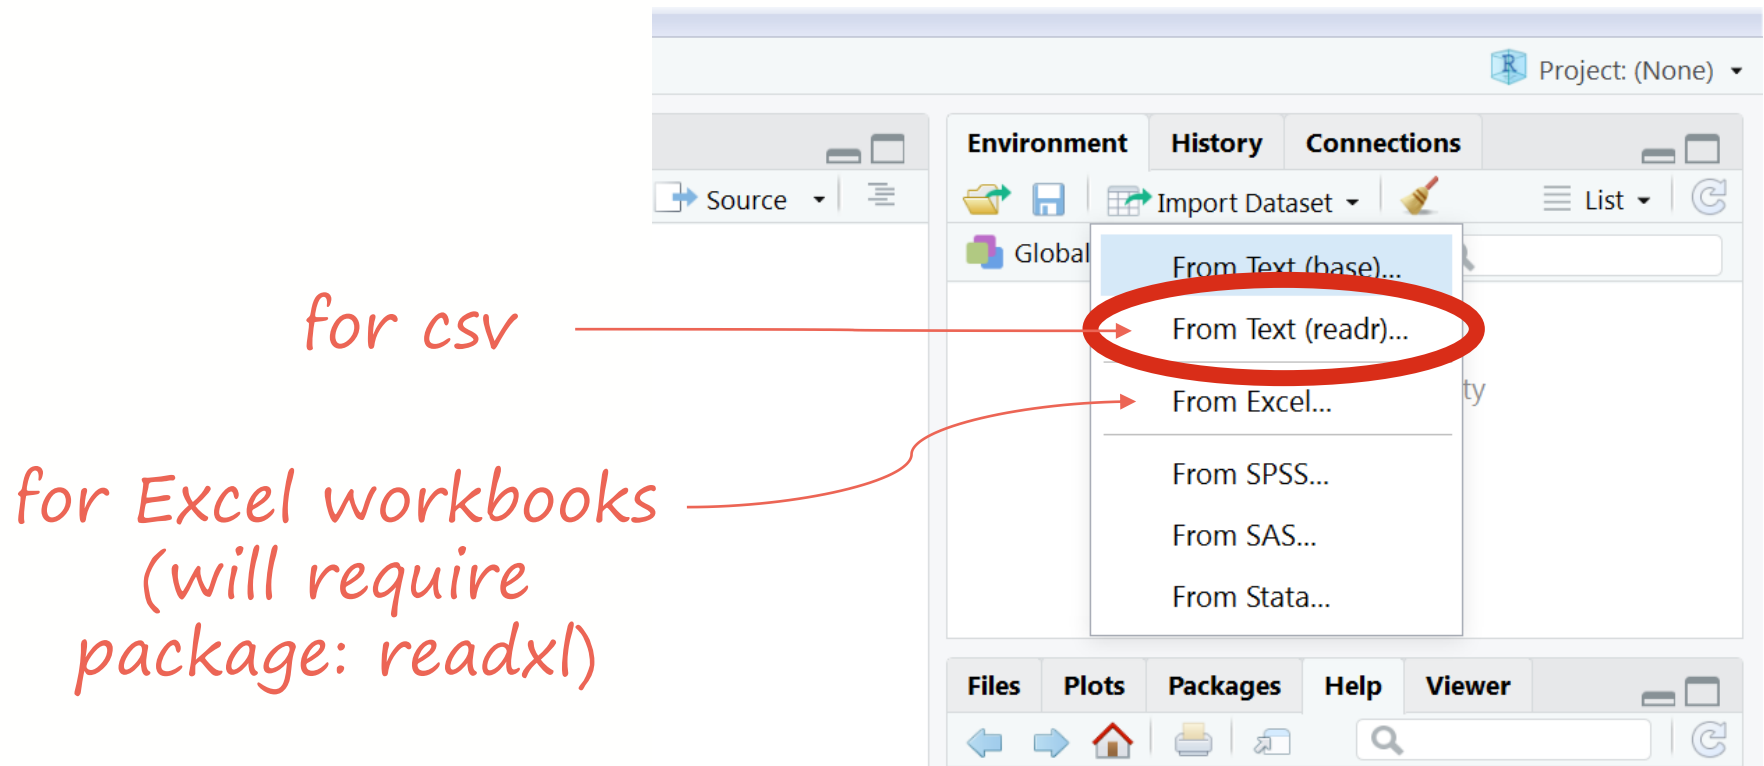 Project: (None)
Environment History Connections
Source
Import Dataset
List
Global
From Text (base)...
for csv
From Text (readr)...
ty
From Excel...
for Excel workbooks
(will require
package: readxl)
From SPSS...
From SAS...
From Stata...
Files Plots Packages Help Viewer